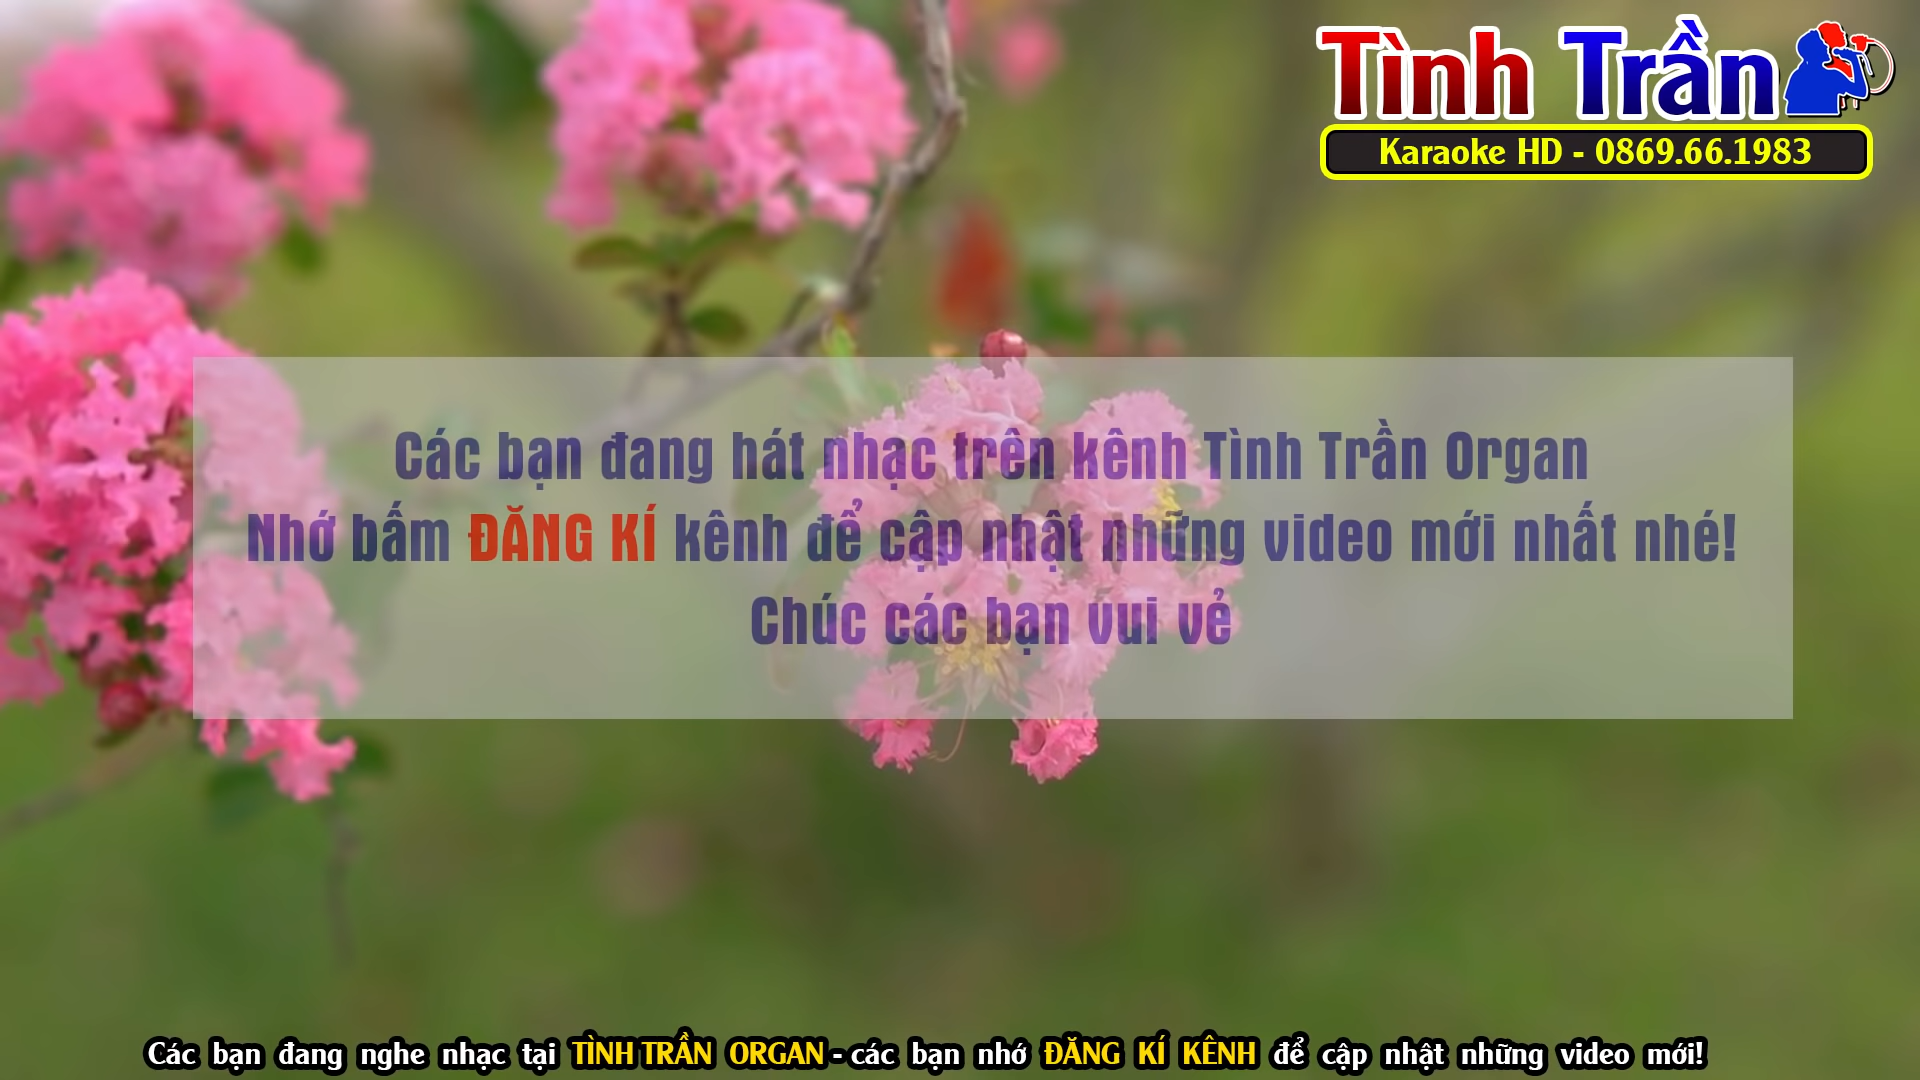 Tình Trần
Karaoke HD - 0869.66.1983
Các bạn đang hát nhạc trên kênh Tình Trần Organ
Nhớ bấm ĐĂNG KÍ kênh để cập nhật những video mới nhất nhé!
Chúc các bạn vui vẻ
Các bạn đang nghe nhạc tại TÌNH TRẦN ORGAN - các bạn nhớ ĐĂNG KÍ KÊNH để cập nhật những video mới!